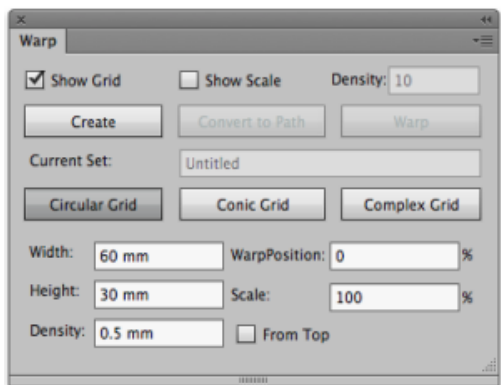 Warp
Show Grid Show Scale Density: 10
Create Convert to Path Warp
Current Set: Untitled
Circular Grid Conic Grid Complex Grid
Width: 60 mm WarpPosition: 0 %
Height: 30 mm Scale: 100 %
Density: 0.5 mm From Top